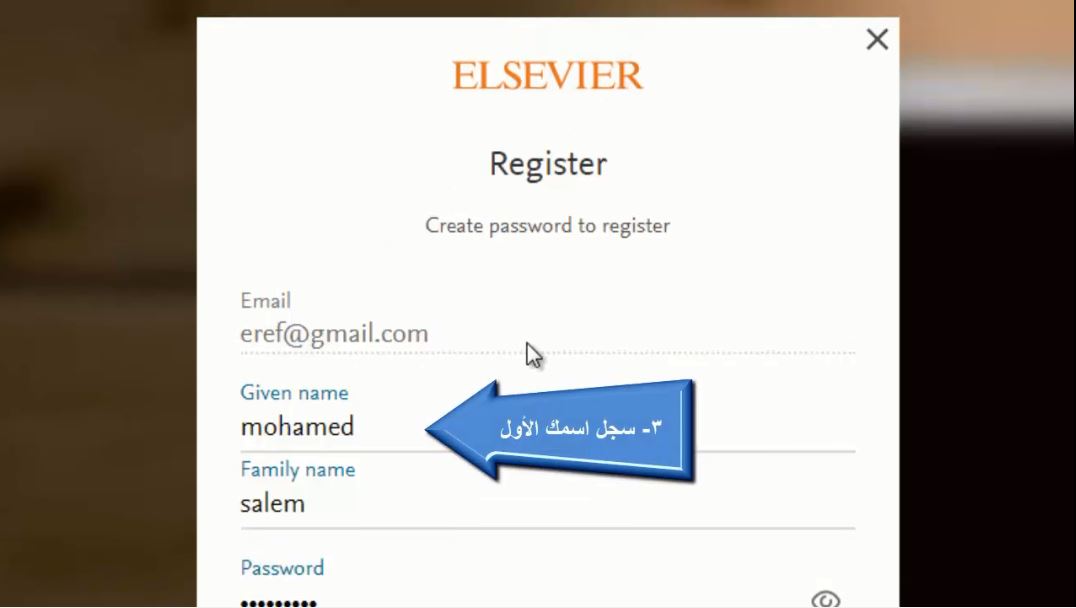 ELSEVIER
Register
Create password to register
Email
eref@gmail.com
Given name
mohamed
٣- سجل اسمك الأول
Family name
salem
Password
•••••••••